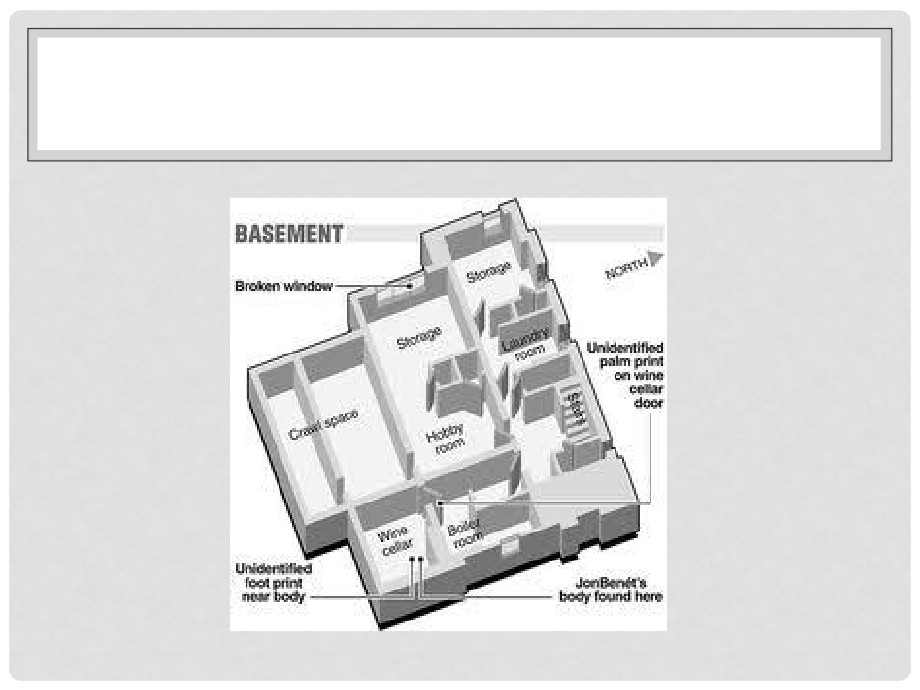 BASEMENT
Storage
NORTH
Broken window
Storage
Laundry
room
Unidentified
palm print
on wine
cellar
door
Crawl space
Hobby
room
Wine
cellar
Boiler
room
Unidentified
foot print
near body
JonBenét's
body found here